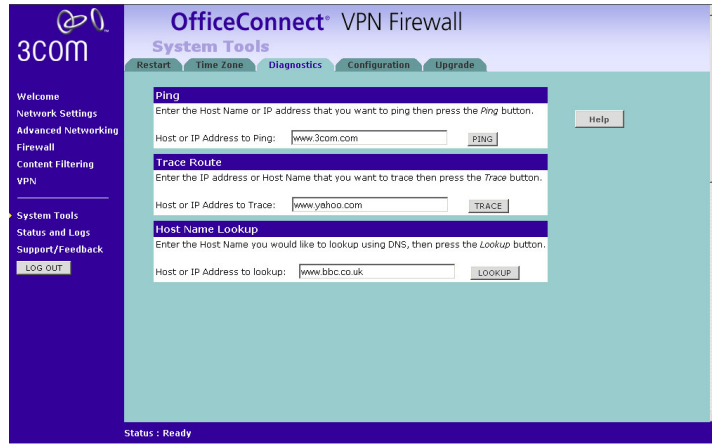 3COM
OfficeConnect® VPN Firewall
System Tools
Restart Time Zone Diagnostics Configuration Upgrade
Welcome
Network Settings
Advanced Networking
Firewall
Content Filtering
VPN
System Tools
Status and Logs
Support/Feedback
LOG OUT
Ping
Enter the Host Name or IP address that you want to ping then press the Ping button.
Host or IP Address to Ping: www.3com.com PING
Help
Trace Route
Enter the IP address or Host Name that you want to trace then press the Trace button.
Host or IP Addres to Trace: www.yahoo.com TRACE
Host Name Lookup
Enter the Host Name you would like to lookup using DNS, then press the Lookup button.
Host or IP Address to lookup: www.bbc.co.uk LOOKUP
Status : Ready